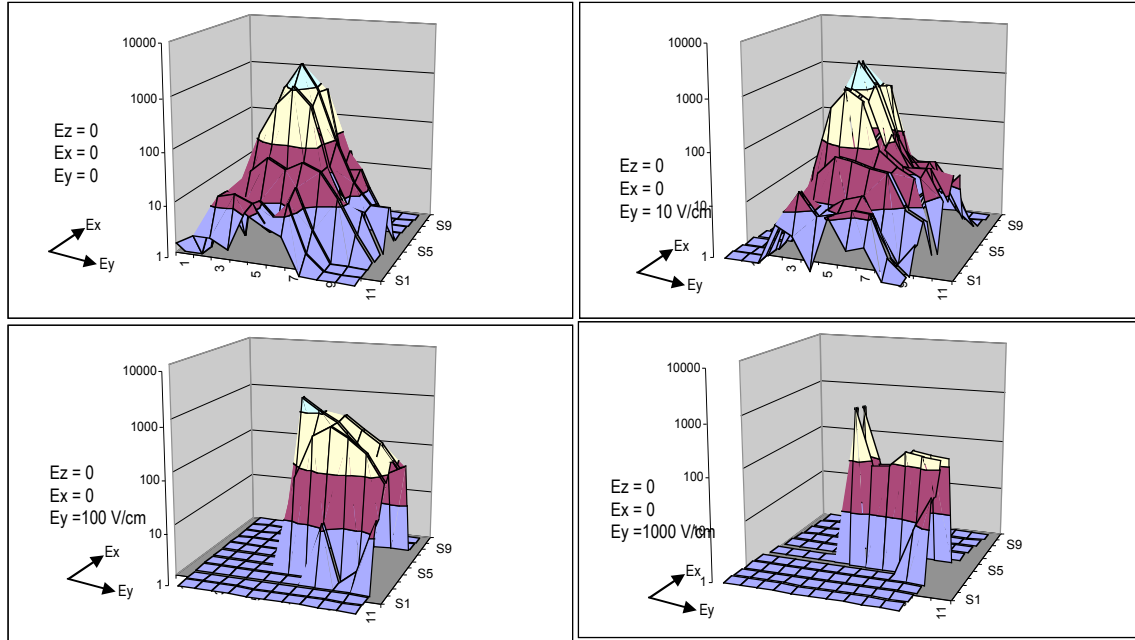 10000
1000
100
10
1
Ez = 0
Ex = 0
Ey = 0
Ex
Ey
1
3
5
7
S1
S5
S9
11
10000
1000
100
10
1
Ez = 0
Ex = 0
Ey = 10 V/cm
Ex
Ey
1
3
5
7
S1
S5
S9
11
10000
1000
100
10
1
Ez = 0
Ex = 0
Ey =100 V/cm
Ex
Ey
S1
S5
S9
11
10000
1000
100
1
Ez = 0
Ex = 0
Ey =1000 V/cm
Ex
Ey
S1
S5
S9
11